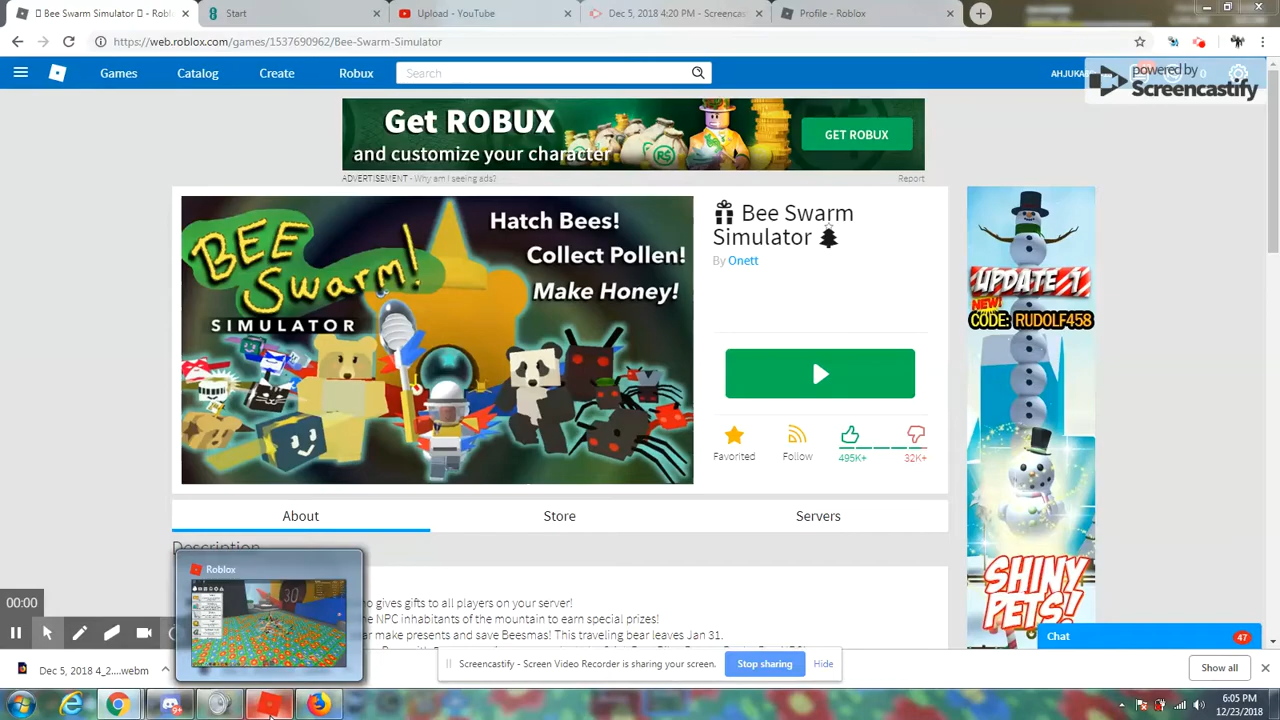 Bee Swarm Simulator
Start
Upload - YouTube
Dec 5, 2018 4:20 PM - Screencast
Profile - Roblox
https://web.roblox.com/games/1537690962/Bee-Swarm-Simulator
Games
Catalog
Create
Robux
Search
powered by
Screencastify
Get ROBUX
and customize your character
GET ROBUX
ADVERTISEMENT - Why am I seeing ads?
Report
BEE
Swarm!
SIMULATOR
Hatch Bees!
Collect Pollen!
Make Honey!
Bee Swarm
Simulator
By Onett
Favorited
Follow
495K+
32K+
UPDATE 1
NEW!
CODE: RUDOLF458
SHINY
PETS!
About
Store
Servers
Description
Roblox
30
who gives gifts to all players on your server!
the NPC inhabitants of the mountain to earn special prizes!
make presents and save Beesmas! This traveling bear leaves Jan 31.
00:00
Chat
47
Screencastify - Screen Video Recorder is sharing your screen.
Stop sharing
Hide
Dec 5, 2018 4_2....webm
Show all
6:05 PM
12/23/2018